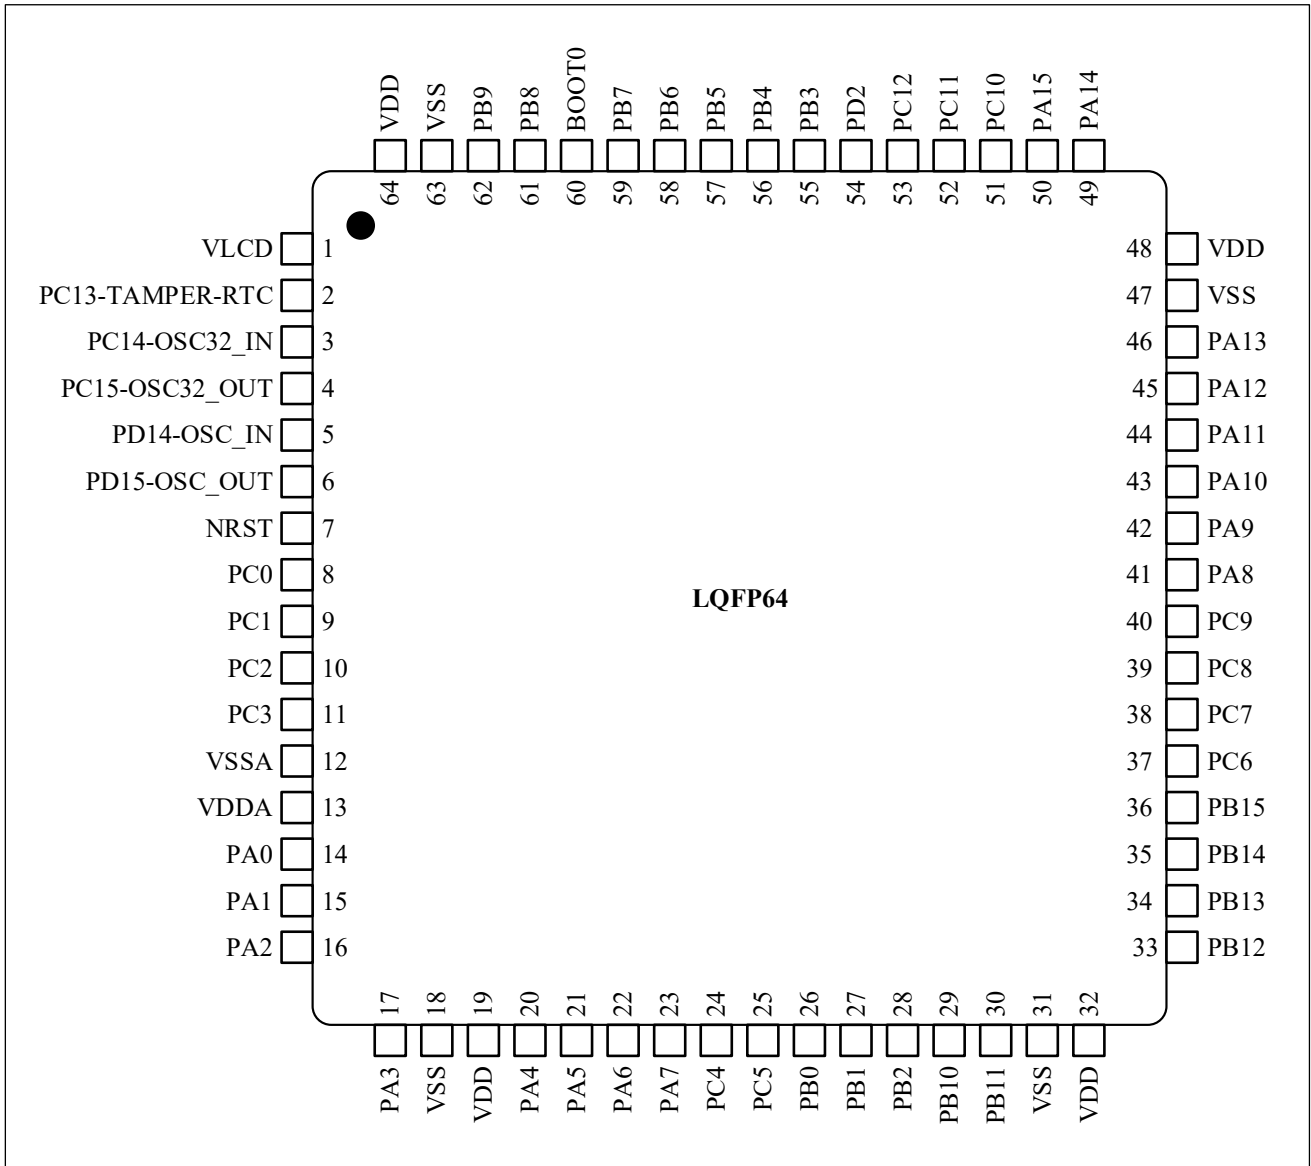 VDD VSS PB9 PB8 BOOT0 PB7 PB6 PB5 PB4 PB3 PD2 PC12 PC11 PC10 PA15 PA14
64 63 62 61 60 59 58 57 56 55 54 53 52 51 50 49
VLCD 1 48 VDD
PC13-TAMPER-RTC 2 47 VSS
PC14-OSC32_IN 3 46 PA13
PC15-OSC32_OUT 4 45 PA12
PD14-OSC_IN 5 44 PA11
PD15-OSC_OUT 6 43 PA10
NRST 7 42 PA9
PC0 8 41 PA8
LQFP64
PC1 9 40 PC9
PC2 10 39 PC8
PC3 11 38 PC7
VSSA 12 37 PC6
VDDA 13 36 PB15
PA0 14 35 PB14
PA1 15 34 PB13
PA2 16 33 PB12
17 18 19 20 21 22 23 24 25 26 27 28 29 30 31 32
PA3 VSS VDD PA4 PA5 PA6 PA7 PC4 PC5 PB0 PB1 PB2 PB10 PB11 VSS VDD